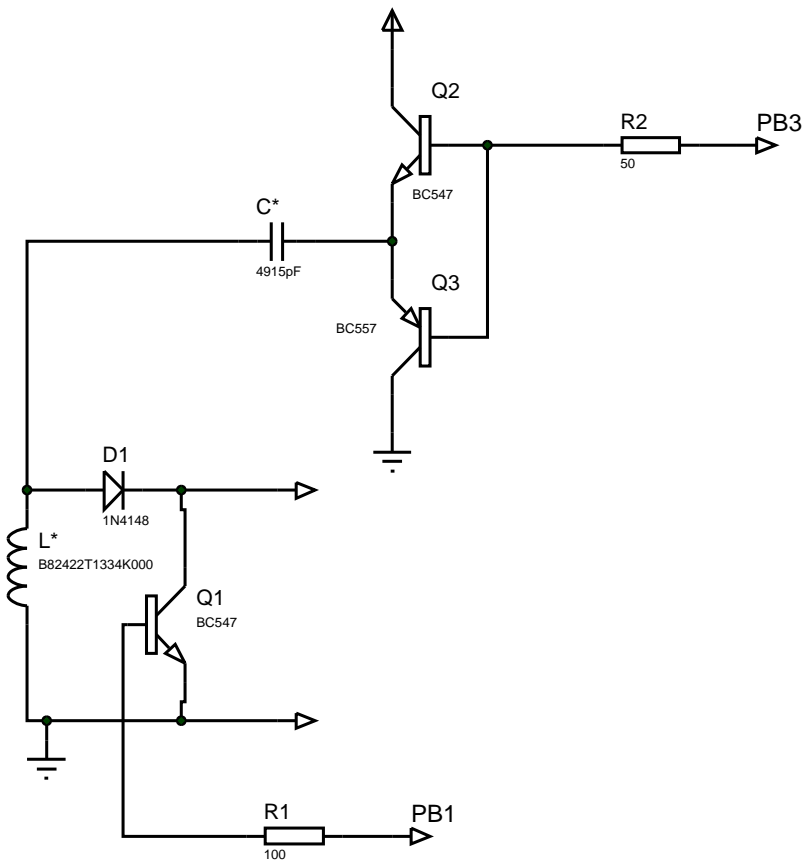 Q2
R2
PB3
50
BC547
C*
4915pF
Q3
BC557
D1
1N4148
L*
B82422T1334K000
Q1
BC547
R1
PB1
100